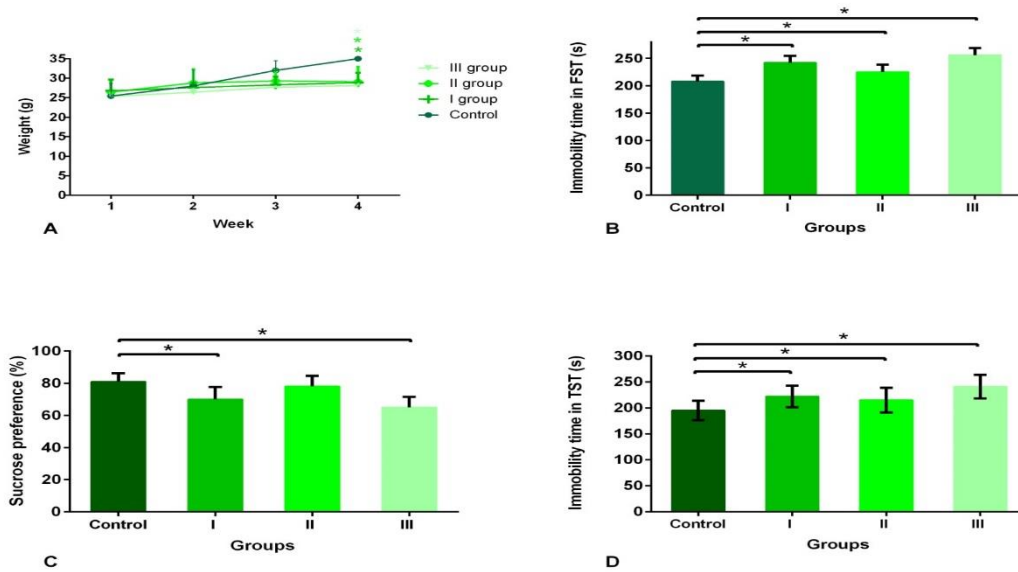 Weight (g)
35
30
25
20
15
10
5
0
1 2 3 4
Week
* * *
III group
II group
I group
Control
A
Immobility time in FST (s)
250
200
150
100
50
0
*
*
*
Control I II III
Groups
B
Sucrose preference (%)
100
80
60
40
20
0
*
*
Control I II III
Groups
C
Immobility time in TST (s)
300
250
200
150
100
50
0
*
*
*
Control I II III
Groups
D